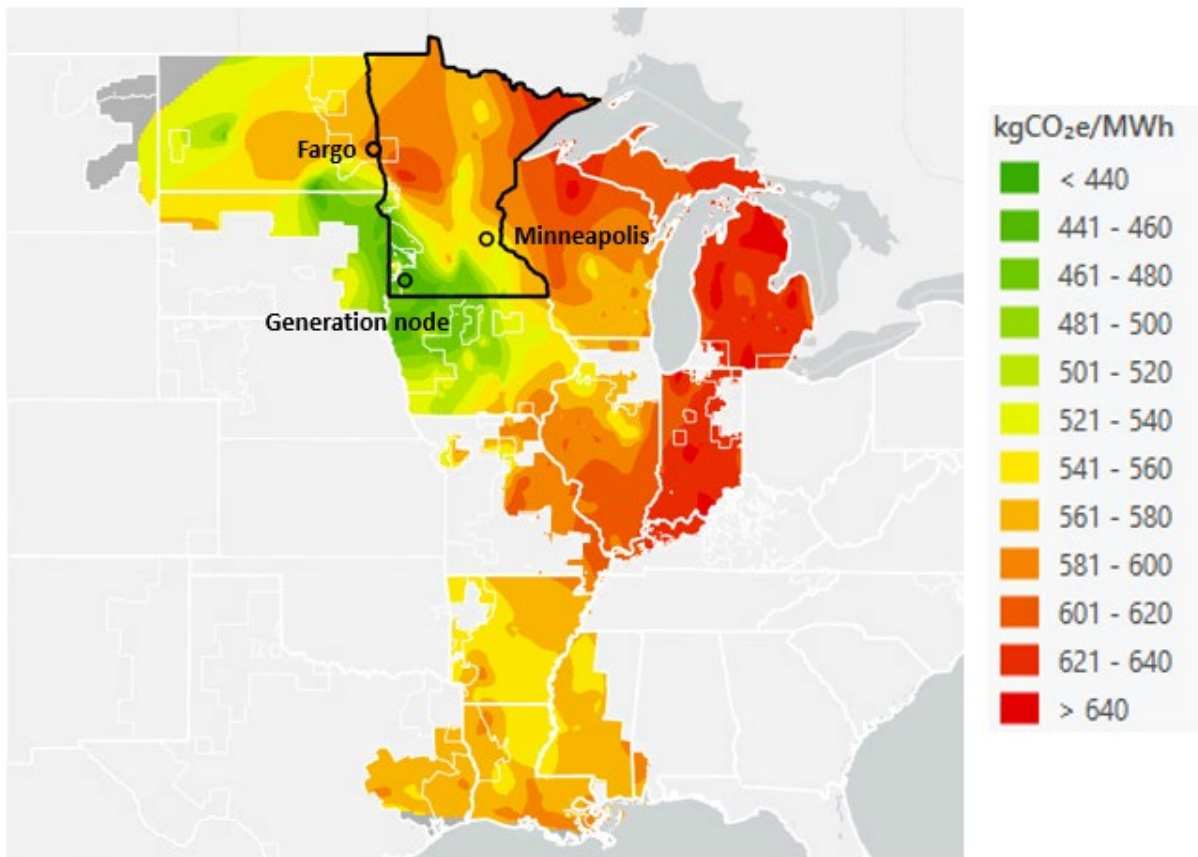 Fargo
Minneapolis
Generation node
kgCO₂e/MWh
< 440
441 - 460
461 - 480
481 - 500
501 - 520
521 - 540
541 - 560
561 - 580
581 - 600
601 - 620
621 - 640
> 640